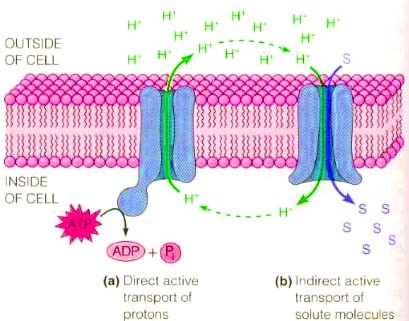 H⁺ H⁺ H⁺ H⁺ H⁺
OUTSIDE
OF CELL
H⁺ H⁺ H⁺ H⁺ H⁺ H⁺ S
INSIDE
OF CELL
H⁺ H⁺
ATP
ADP + Pᵢ
S S
S S S
S
(a) Direct active
transport of
protons
(b) Indirect active
transport of
solute molecules